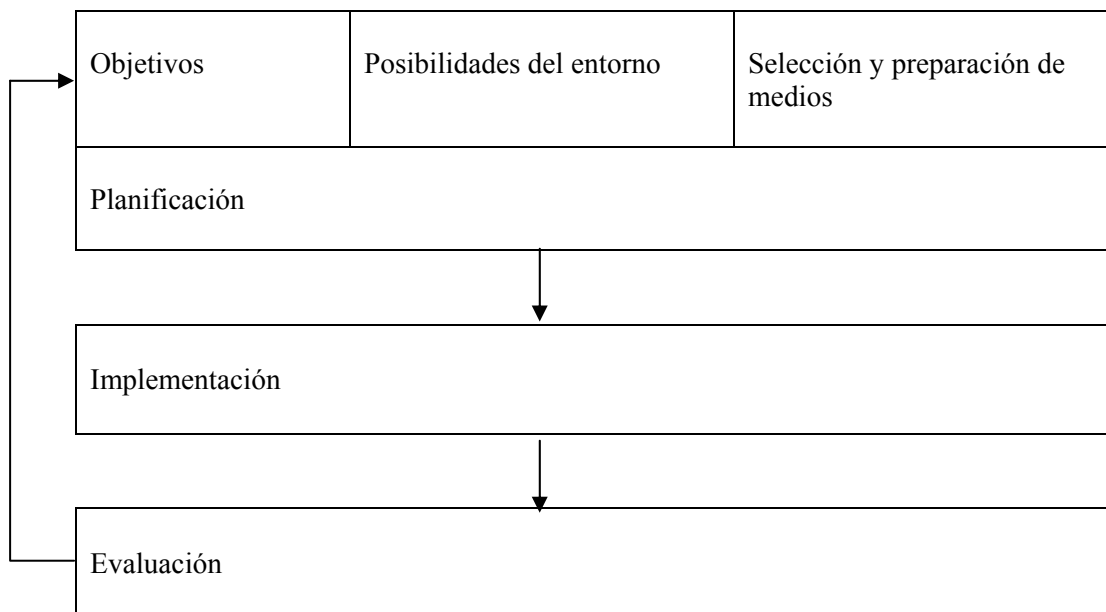 Objetivos
Posibilidades del entorno
Selección y preparación de
medios
Planificación
Implementación
Evaluación